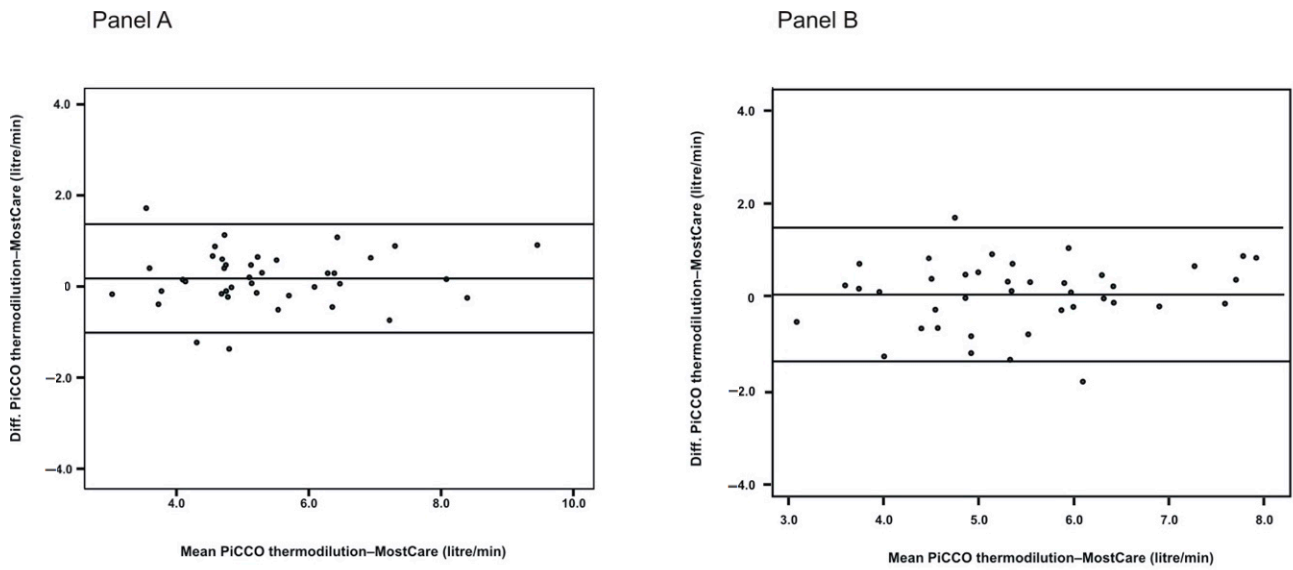 Panel A
Panel B
Diff. PiCCO thermodilution–MostCare (litre/min)
4.0
2.0
0
–2.0
–4.0
4.0 6.0 8.0 10.0
Mean PiCCO thermodilution–MostCare (litre/min)
Diff. PiCCO thermodilution–MostCare (litre/min)
4.0
2.0
0
–2.0
–4.0
3.0 4.0 5.0 6.0 7.0 8.0
Mean PiCCO thermodilution–MostCare (litre/min)